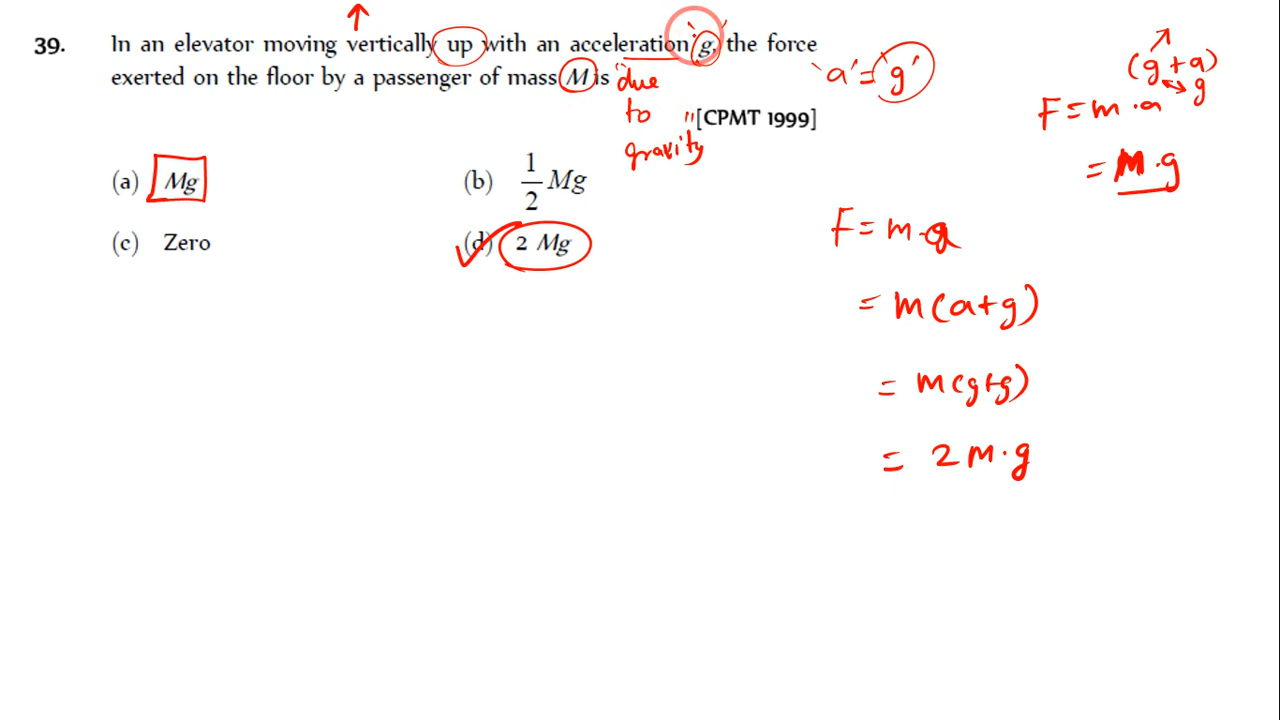 39. In an elevator moving vertically up with an acceleration g, the force
exerted on the floor by a passenger of mass M is
[CPMT 1999]
(a) Mg
(b) 1/2 Mg
(c) Zero
(d) 2 Mg
"due
to
gravity"
'a' = 'g'
(g + a)
g
F = m · a
= M · g
F = m · a
= m(a+g)
= m(g+g)
= 2 m · g